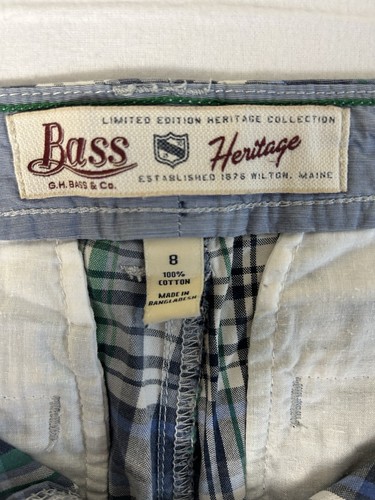 LIMITED EDITION HERITAGE COLLECTION
Bass Heritage
G.H. BASS & Co.
ESTABLISHED 1876 WILTON, MAINE
8
100%
COTTON
MADE IN
BANGLADESH